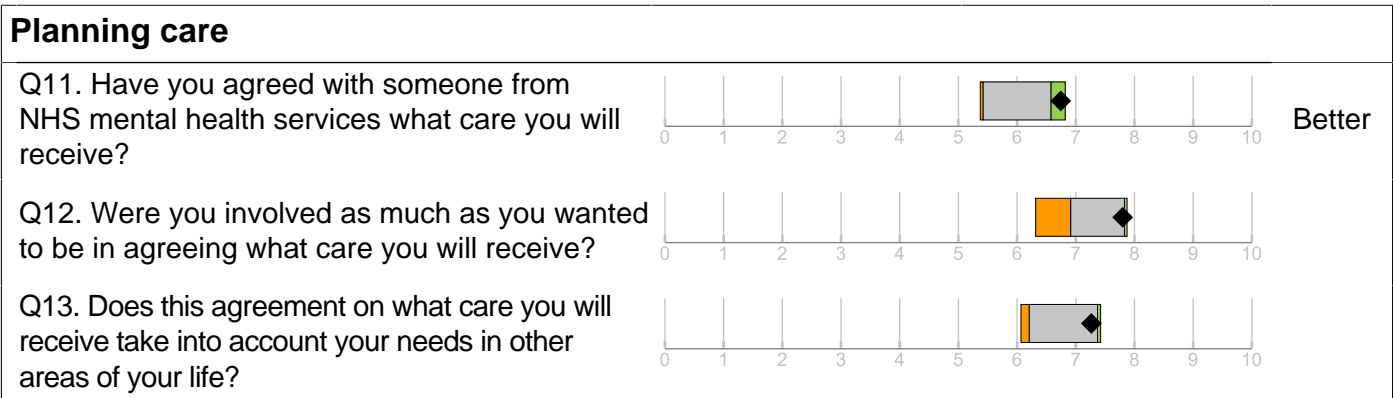 Planning care
Q11. Have you agreed with someone from
NHS mental health services what care you will
receive?
0 1 2 3 4 5 6 7 8 9 10
Better
Q12. Were you involved as much as you wanted
to be in agreeing what care you will receive?
0 1 2 3 4 5 6 7 8 9 10
Q13. Does this agreement on what care you will
receive take into account your needs in other
areas of your life?
0 1 2 3 4 5 6 7 8 9 10